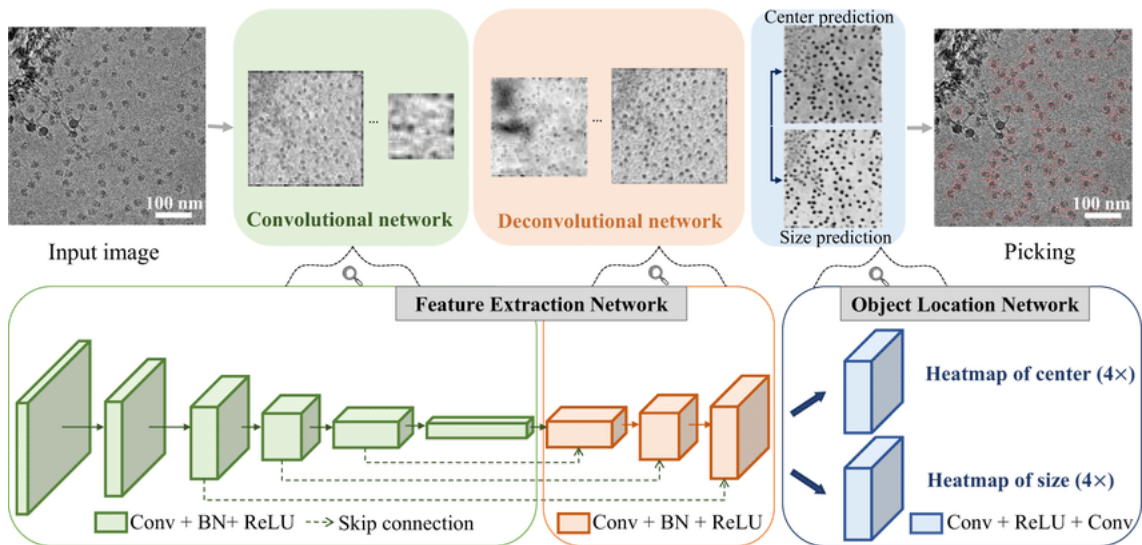 Center prediction
100 nm
...
...
100 nm
Convolutional network
Deconvolutional network
Input image
Size prediction
Picking
Feature Extraction Network
Object Location Network
Heatmap of center (4×)
Heatmap of size (4×)
Conv + BN+ ReLU
Skip connection
Conv + BN + ReLU
Conv + ReLU + Conv